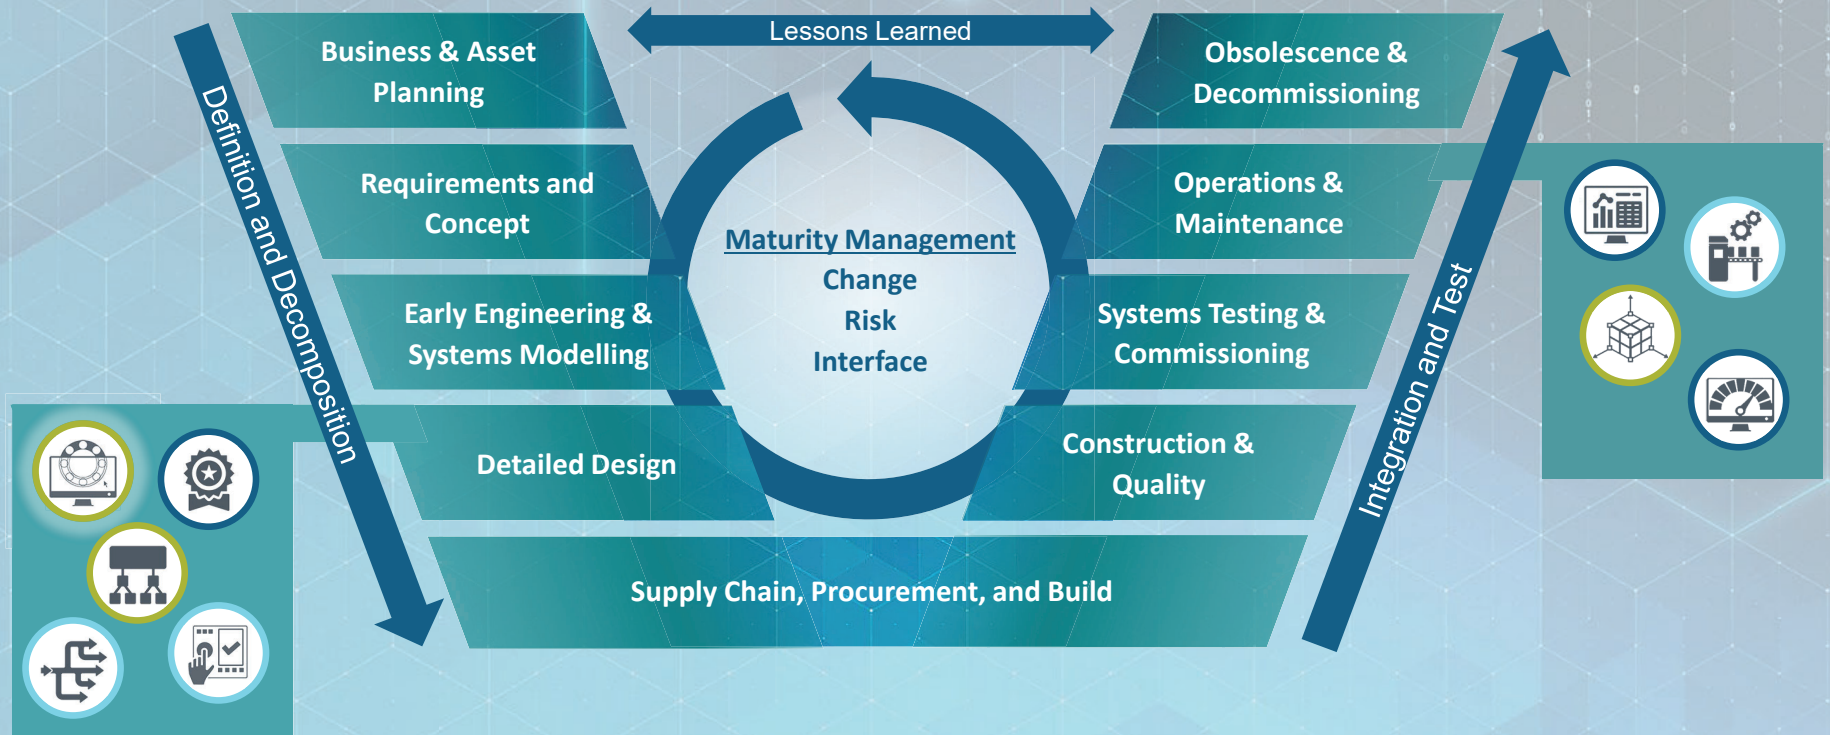 Lessons Learned
Business & Asset
Planning
Obsolescence &
Decommissioning
Definition and Decomposition
Requirements and
Concept
Operations &
Maintenance
Maturity Management
Change
Risk
Interface
Early Engineering &
Systems Modelling
Systems Testing &
Commissioning
Integration and Test
Detailed Design
Construction &
Quality
Supply Chain, Procurement, and Build